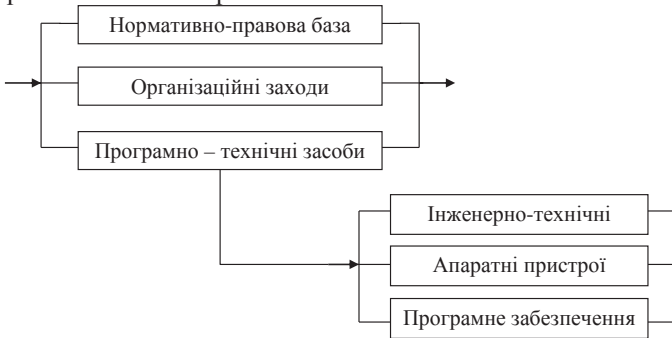 Нормативно-правова база
Організаційні заходи
Програмно – технічні засоби
Інженерно-технічні
Апаратні пристрої
Програмне забезпечення